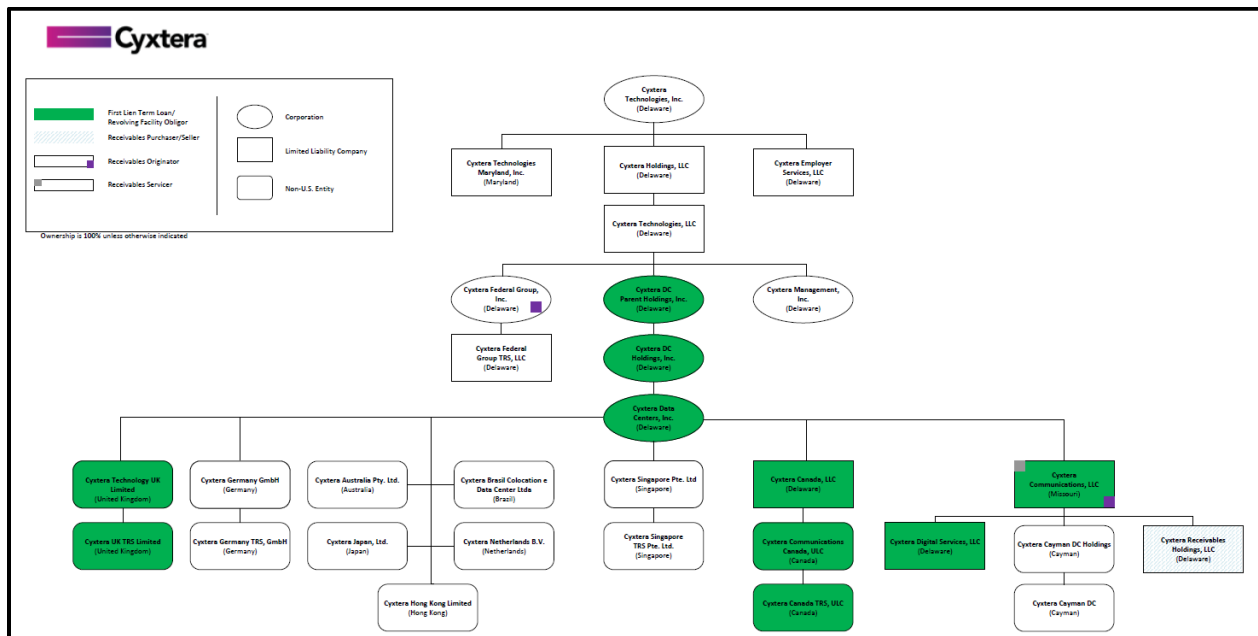 Cyxtera
First Lien Term Loan/
Revolving Facility Obligor
Receivables Purchaser/Seller
Receivables Originator
Receivables Servicer
Corporation
Limited Liability Company
Non-U.S. Entity
Ownership is 100% unless otherwise indicated
Cyxtera
Technologies, Inc.
(Delaware)
Cyxtera Technologies
Maryland, Inc.
(Maryland)
Cyxtera Holdings, LLC
(Delaware)
Cyxtera Employer
Services, LLC
(Delaware)
Cyxtera Technologies, LLC
(Delaware)
Cyxtera Federal Group,
Inc.
(Delaware)
Cyxtera DC
Parent Holdings, Inc.
(Delaware)
Cyxtera Management,
Inc.
(Delaware)
Cyxtera Federal
Group TRS, LLC
(Delaware)
Cyxtera DC
Holdings, Inc.
(Delaware)
Cyxtera Data
Centers, Inc.
(Delaware)
Cyxtera Technology UK
Limited
(United Kingdom)
Cyxtera Germany GmbH
(Germany)
Cyxtera Australia Pty. Ltd.
(Australia)
Cyxtera Brasil Colocation e
Data Center Ltda
(Brasil)
Cyxtera Singapore Pte. Ltd
(Singapore)
Cyxtera Canada, LLC
(Delaware)
Cyxtera
Communications, LLC
(Missouri)
Cyxtera UK TRS Limited
(United Kingdom)
Cyxtera Germany TRS, GmbH
(Germany)
Cyxtera Japan, Ltd.
(Japan)
Cyxtera Netherlands B.V.
(Netherlands)
Cyxtera Singapore
TRS Pte. Ltd.
(Singapore)
Cyxtera Communications
Canada, ULC
(Canada)
Cyxtera Digital Services, LLC
(Delaware)
Cyxtera Cayman DC Holdings
(Cayman)
Cyxtera Receivables
Holdings, LLC
(Delaware)
Cyxtera Hong Kong Limited
(Hong Kong)
Cyxtera Canada TRS, ULC
(Canada)
Cyxtera Cayman DC
(Cayman)